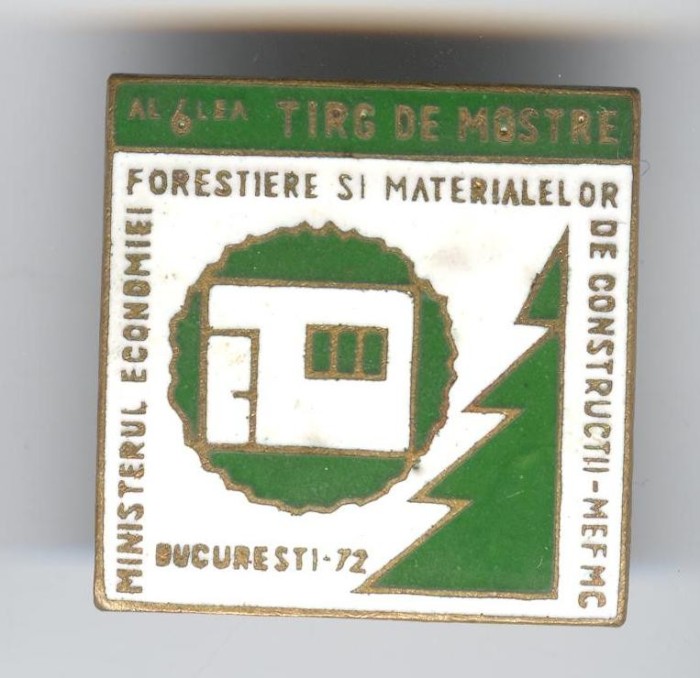 AL 6 LEA TIRG DE MOSTRE
MINISTERUL ECONOMIEI
FORESTIERE SI MATERIALELOR
DE CONSTRUCTII-MEFMC
BUCURESTI-72